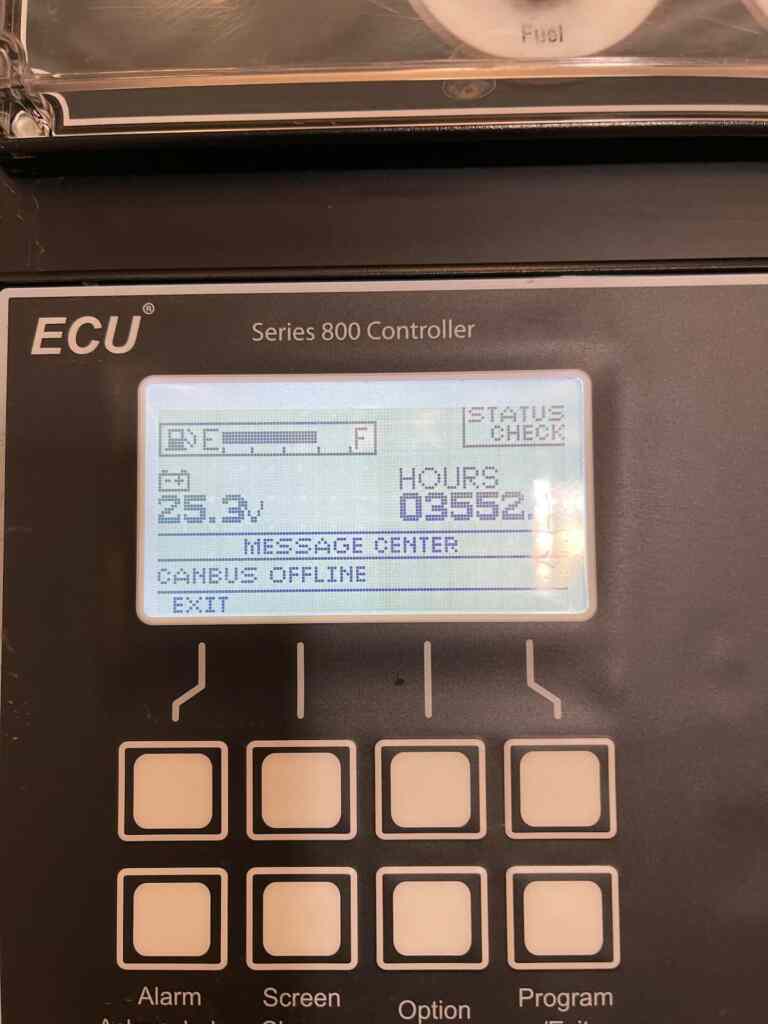 Fuel
ECU®
Series 800 Controller
STATUS
CHECK
E F
HOURS
25.3V
03552.
MESSAGE CENTER
CANBUS OFFLINE
EXIT
Alarm
Screen
Option
Program